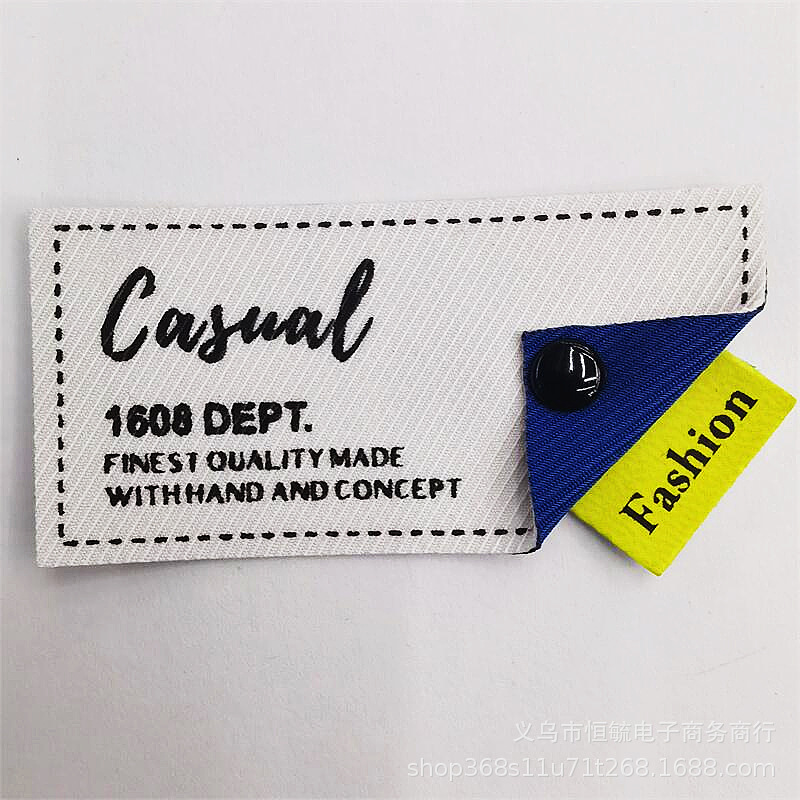 Casual
1608 DEPT.
FINEST QUALITY MADE
WITH HAND AND CONCEPT
Fashion
义乌市恒毓电子商务商行
shop368s11u71t268.1688.com